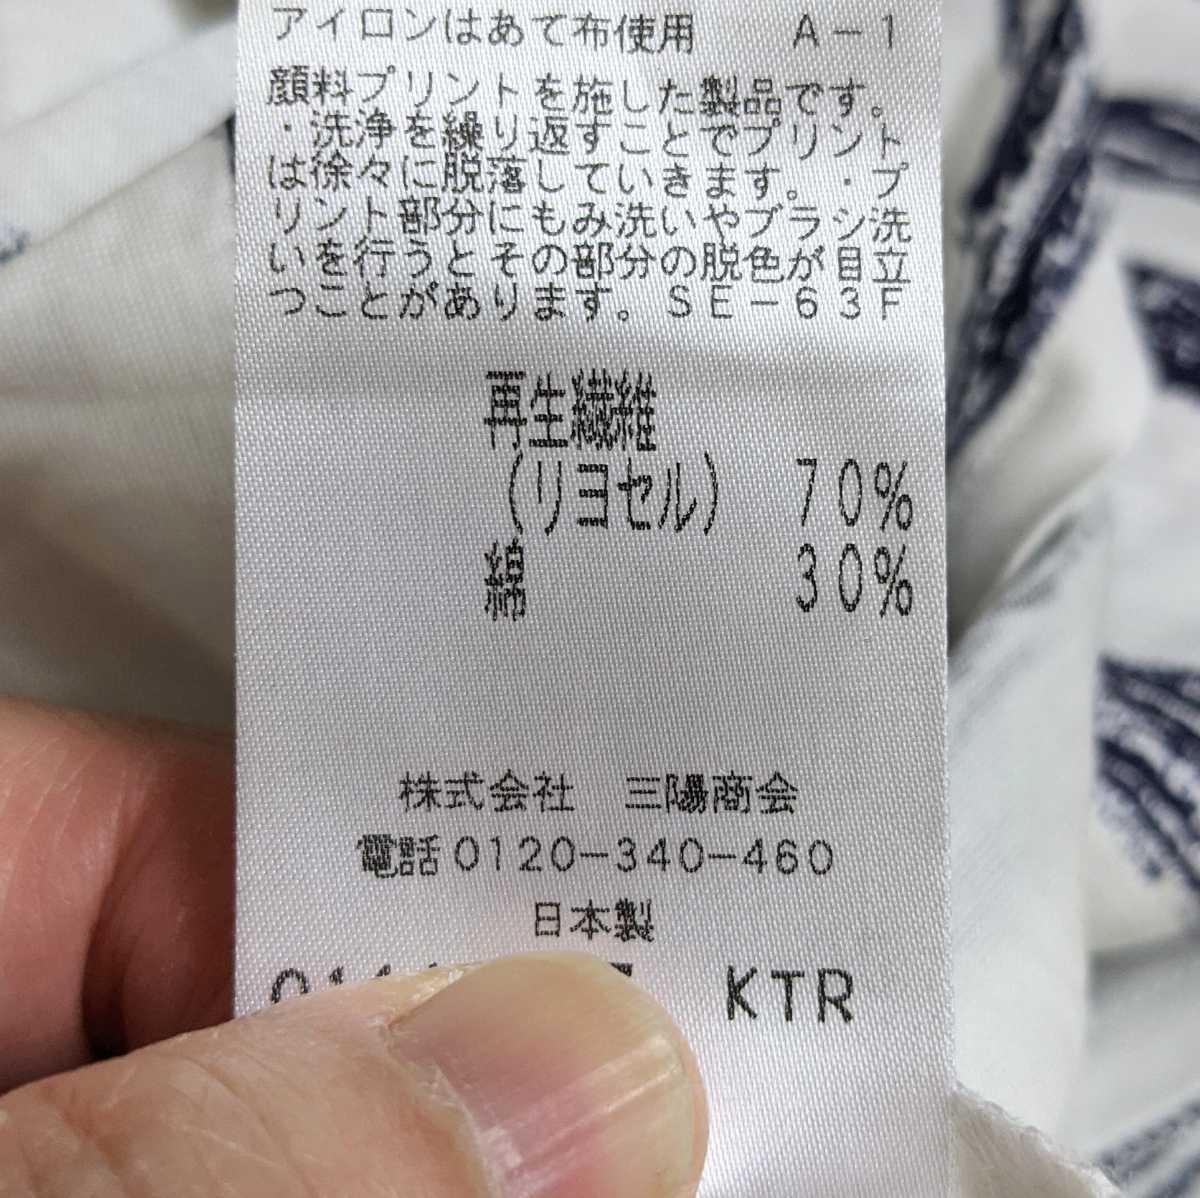 アイロンはあて布使用　A－1
顔料プリントを施した製品です。
・洗浄を繰り返すことでプリント
は徐々に脱落していきます。・プ
リント部分にもみ洗いやブラシ洗
いを行うとその部分の脱色が目立
つことがあります。SE－63F
再生繊維
（リヨセル）　70%
綿　30%
株式会社　三陽商会
電話0120－340－460
日本製
KTR